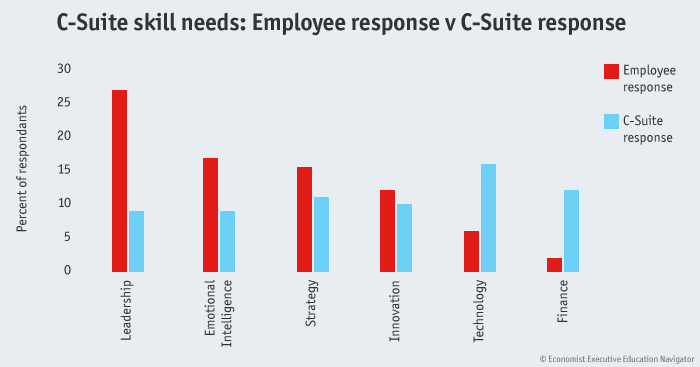 C-Suite skill needs: Employee response v C-Suite response
Percent of respondants
30
25
20
15
10
5
0
Employee
response
C-Suite
response
Leadership
Emotional
Intelligence
Strategy
Innovation
Technology
Finance
© Economist Executive Education Navigator